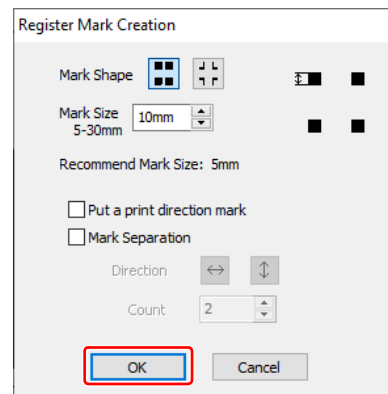 Register Mark Creation
Mark Shape
Mark Size
5-30mm
10mm
Recommend Mark Size: 5mm
Put a print direction mark
Mark Separation
Direction
Count
2
OK
Cancel